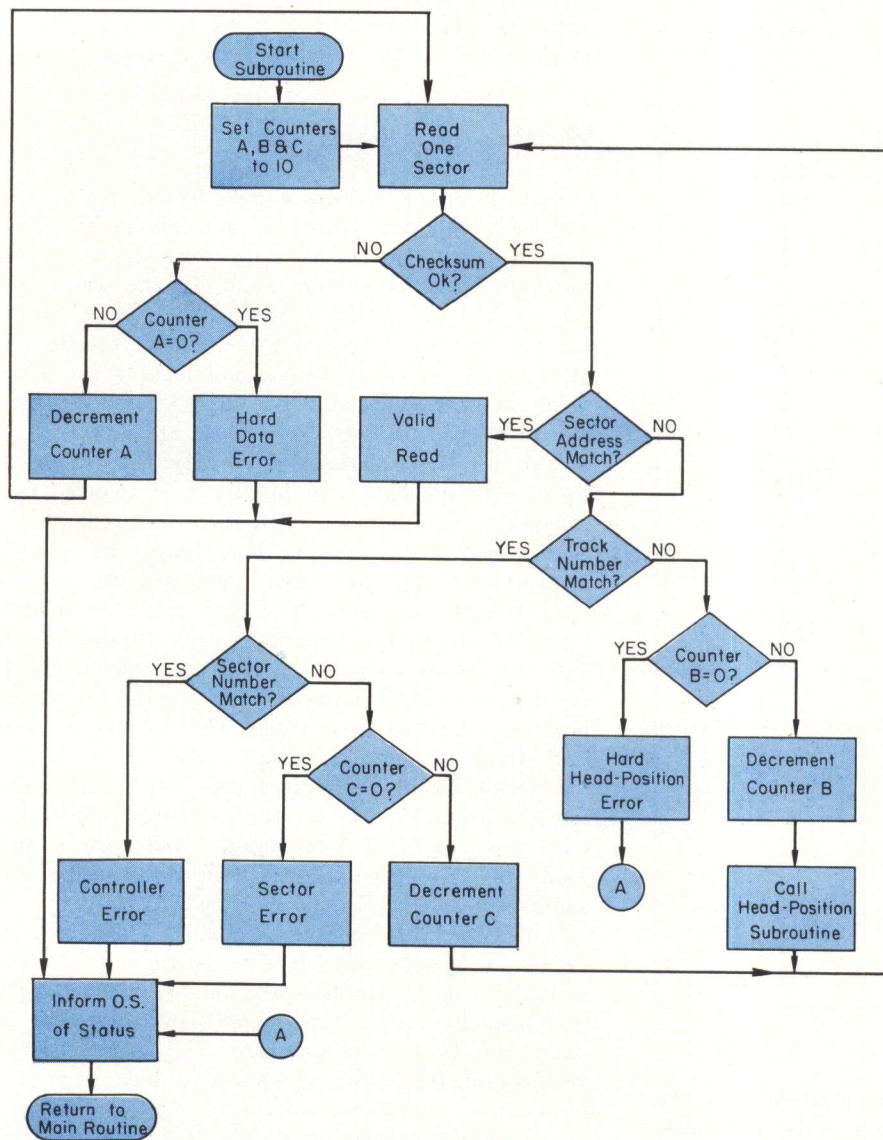 Start
Subroutine
Set Counters
A, B & C
to 10
Read
One
Sector
Checksum
Ok?
NO
YES
Counter
A=0?
NO
YES
Decrement
Counter A
Hard
Data
Error
Valid
Read
YES
Sector
Address
Match?
NO
YES
Track
Number
Match?
NO
YES
Sector
Number
Match?
NO
YES
Counter
B=0?
NO
YES
Counter
C=0?
NO
Hard
Head-Position
Error
Decrement
Counter B
A
Call
Head-Position
Subroutine
Controller
Error
Sector
Error
Decrement
Counter C
Inform O.S.
of Status
A
Return to
Main Routine